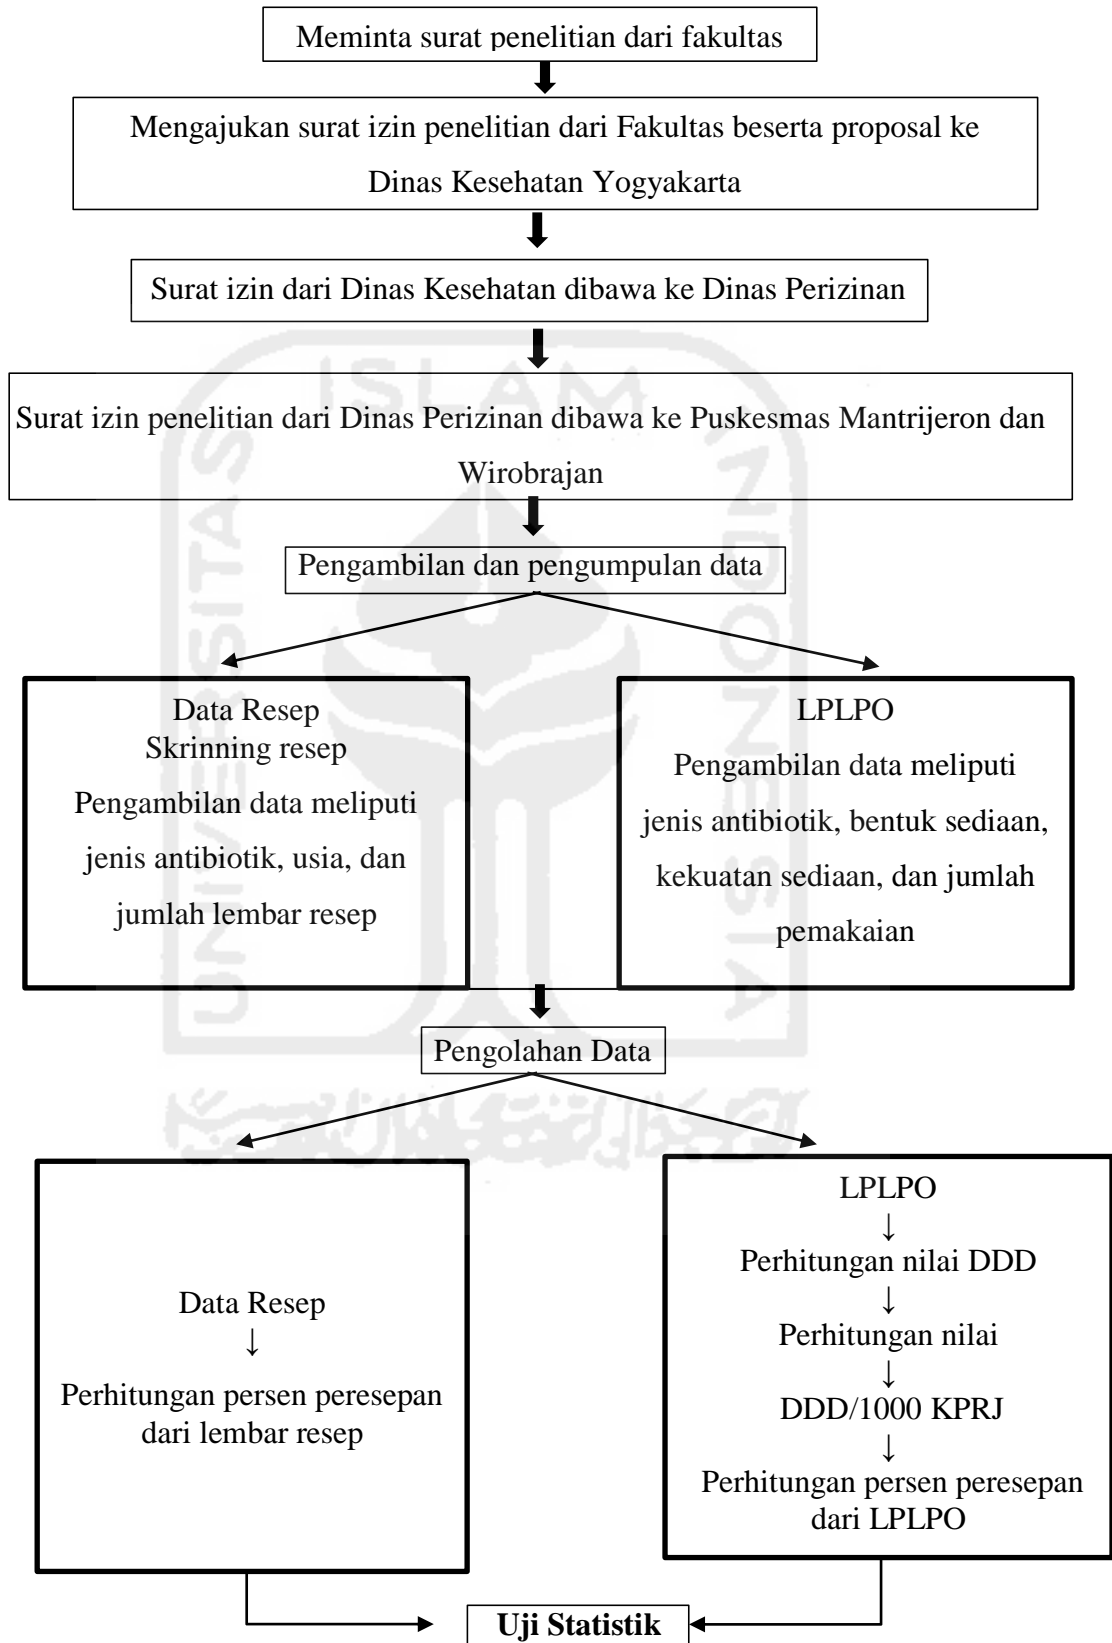 Meminta surat penelitian dari fakultas
Mengajukan surat izin penelitian dari Fakultas beserta proposal ke
Dinas Kesehatan Yogyakarta
Surat izin dari Dinas Kesehatan dibawa ke Dinas Perizinan
Surat izin penelitian dari Dinas Perizinan dibawa ke Puskesmas Mantrijeron dan
Wirobrajan
Pengambilan dan pengumpulan data
Data Resep
Skrinning resep
Pengambilan data meliputi
jenis antibiotik, usia, dan
jumlah lembar resep
LPLPO
Pengambilan data meliputi
jenis antibiotik, bentuk sediaan,
kekuatan sediaan, dan jumlah
pemakaian
Pengolahan Data
Data Resep
↓
Perhitungan persen peresepan
dari lembar resep
LPLPO
↓
Perhitungan nilai DDD
↓
Perhitungan nilai
↓
DDD/1000 KPRJ
↓
Perhitungan persen peresepan
dari LPLPO
Uji Statistik
UNIVERSITAS
ISLAM
INDONESIA